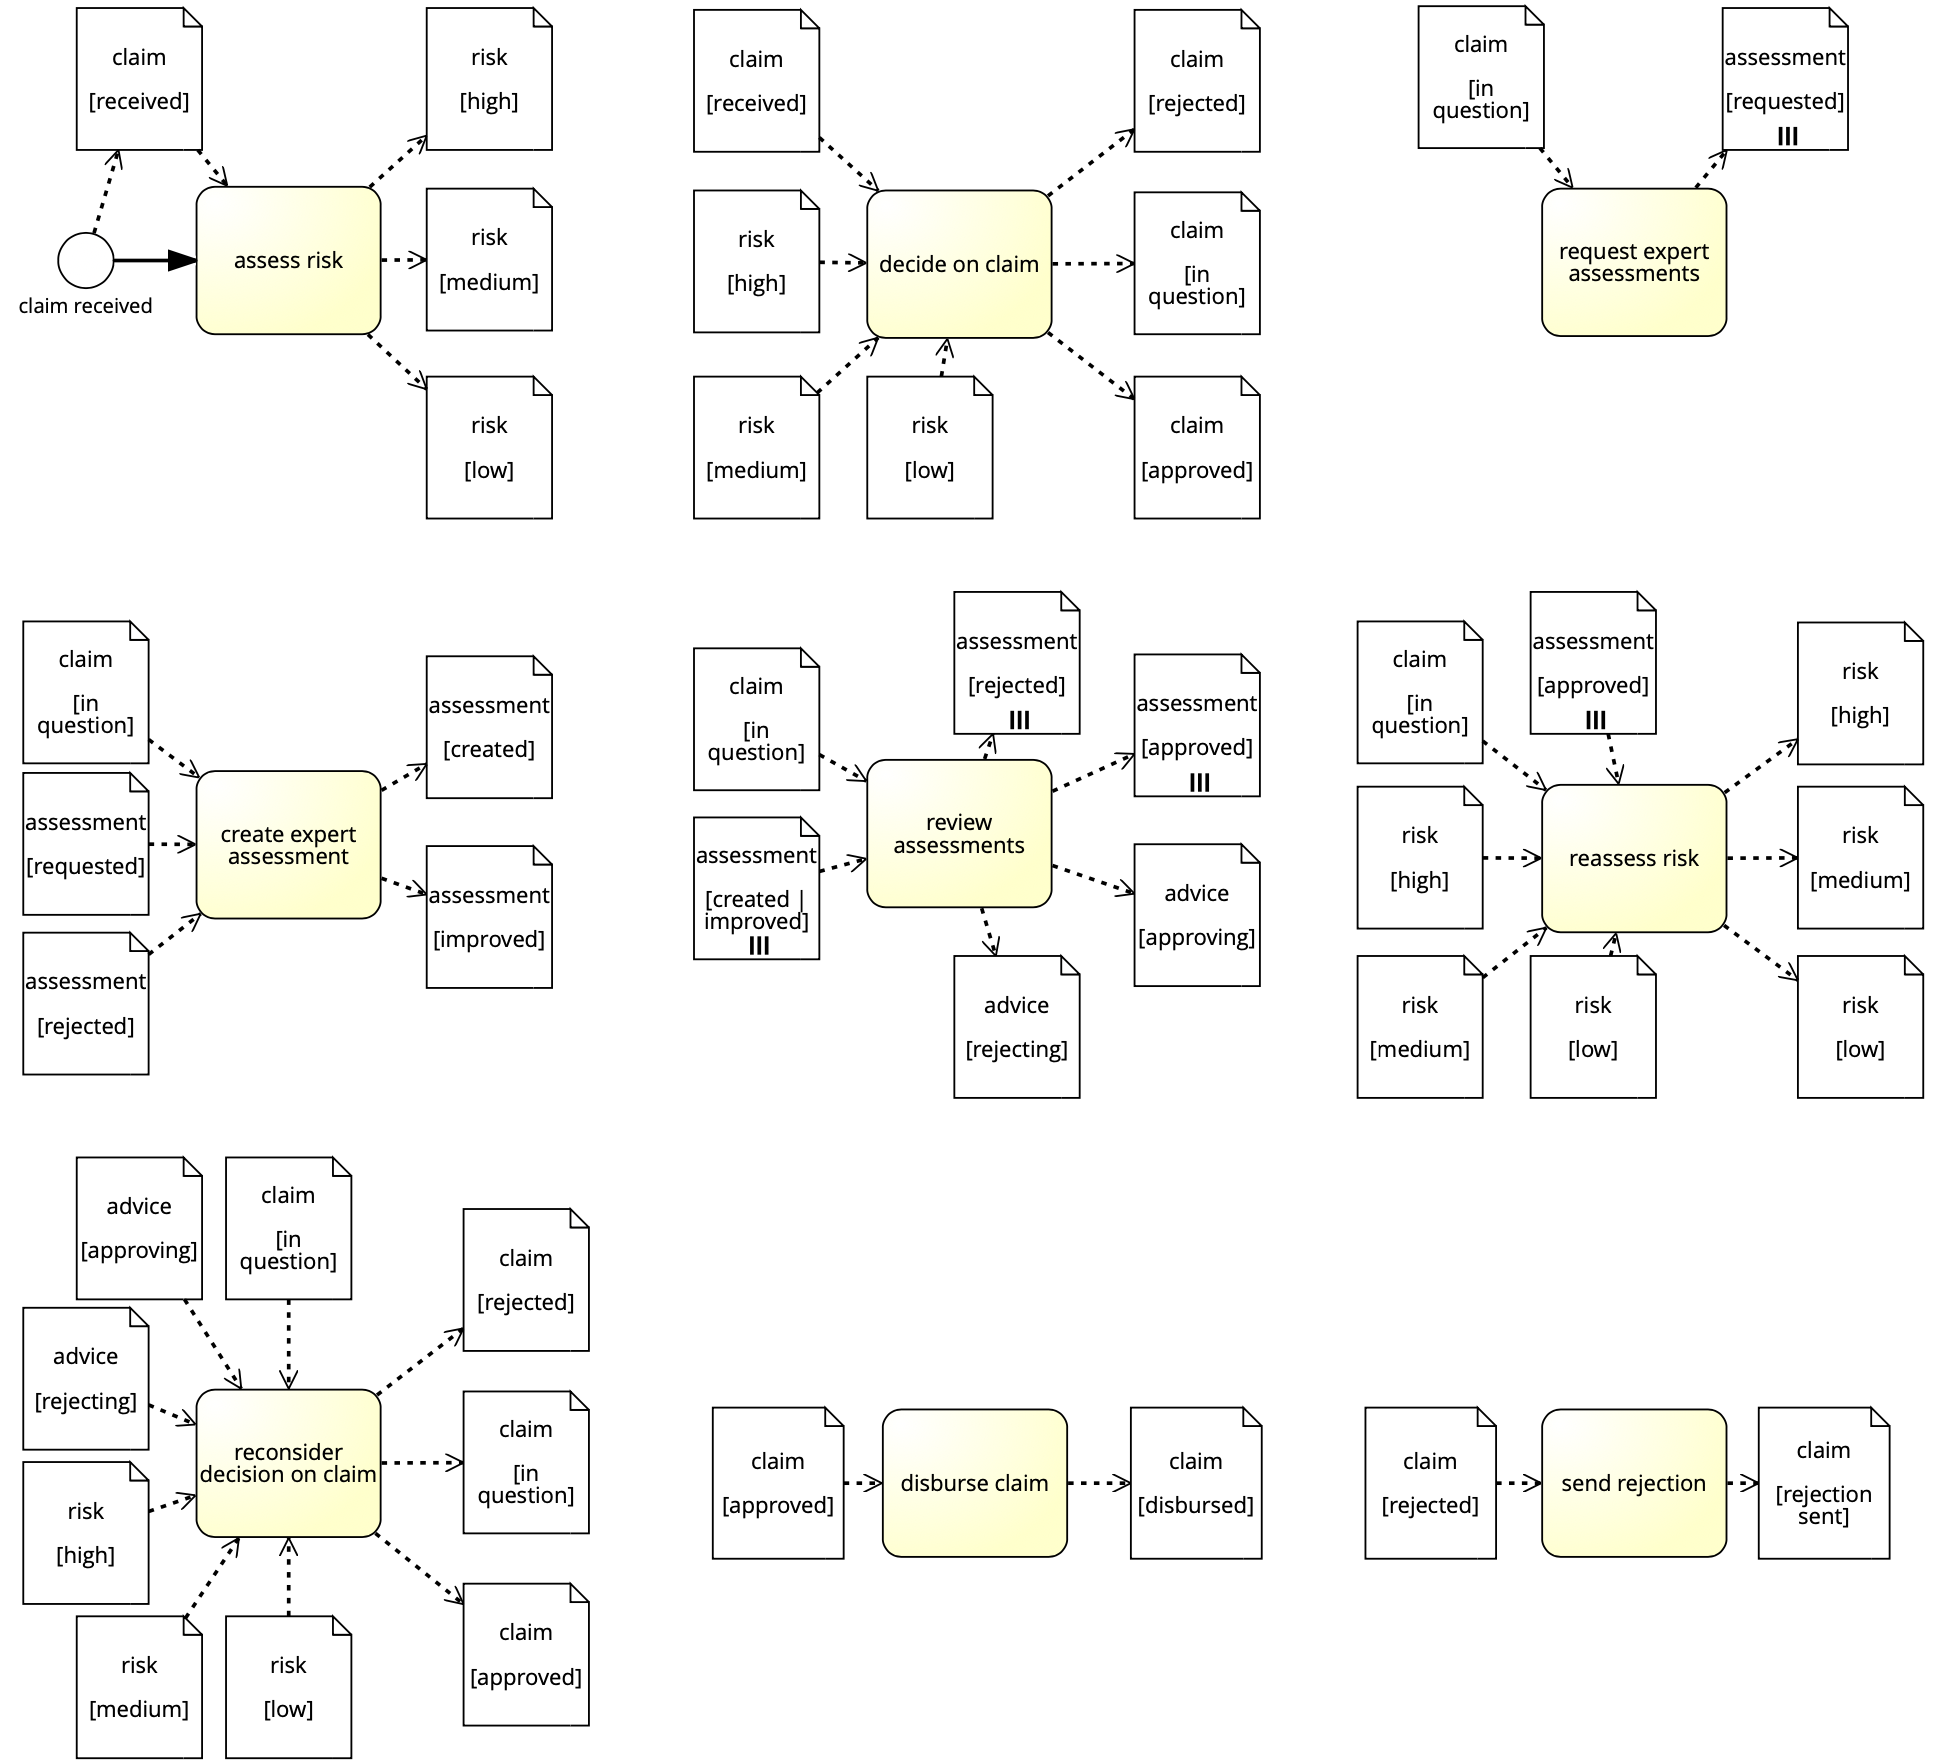 claim
[received]
claim received
assess risk
risk
[high]
risk
[medium]
risk
[low]
claim
[received]
risk
[high]
risk
[medium]
risk
[low]
decide on claim
claim
[rejected]
claim
[in
question]
claim
[approved]
claim
[in
question]
request expert
assessments
assessment
[requested]
claim
[in
question]
assessment
[requested]
assessment
[rejected]
create expert
assessment
assessment
[created]
assessment
[improved]
claim
[in
question]
assessment
[created |
improved]
review
assessments
assessment
[rejected]
assessment
[approved]
advice
[approving]
advice
[rejecting]
claim
[in
question]
assessment
[approved]
risk
[high]
risk
[medium]
risk
[low]
reassess risk
risk
[high]
risk
[medium]
risk
[low]
advice
[approving]
claim
[in
question]
advice
[rejecting]
risk
[high]
risk
[medium]
risk
[low]
reconsider
decision on claim
claim
[rejected]
claim
[in
question]
claim
[approved]
claim
[approved]
disburse claim
claim
[disbursed]
claim
[rejected]
send rejection
claim
[rejection
sent]